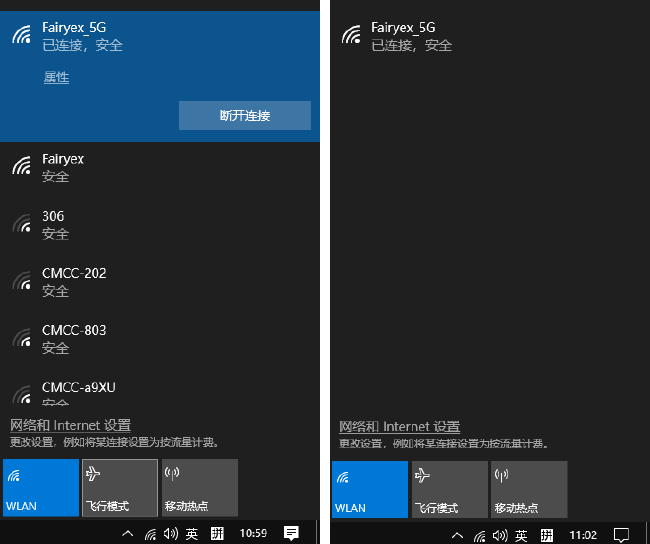 Fairyex_5G
已连接，安全
属性
断开连接
Fairyex
安全
306
安全
CMCC-202
安全
CMCC-803
安全
CMCC-a9XU
安全
网络和 Internet 设置
更改设置，例如将某连接设置为按流量计费。
WLAN
飞行模式
移动热点
英
拼
10:59
Fairyex_5G
已连接，安全
网络和 Internet 设置
更改设置，例如将某连接设置为按流量计费。
WLAN
飞行模式
移动热点
英
拼
11:02